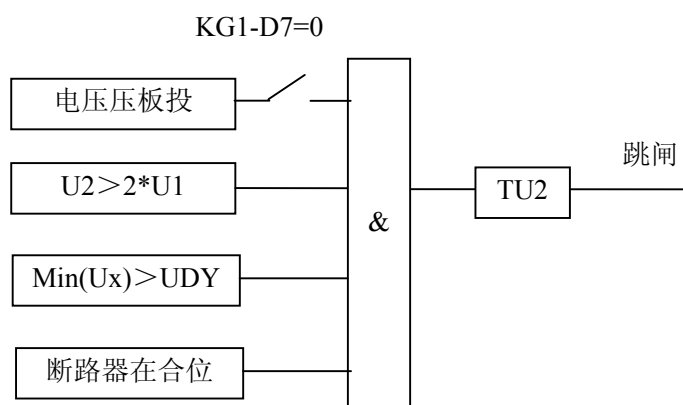 KG1-D7=0
电压压板投
U2＞2*U1
Min(Ux)＞UDY
断路器在合位
&
TU2
跳闸